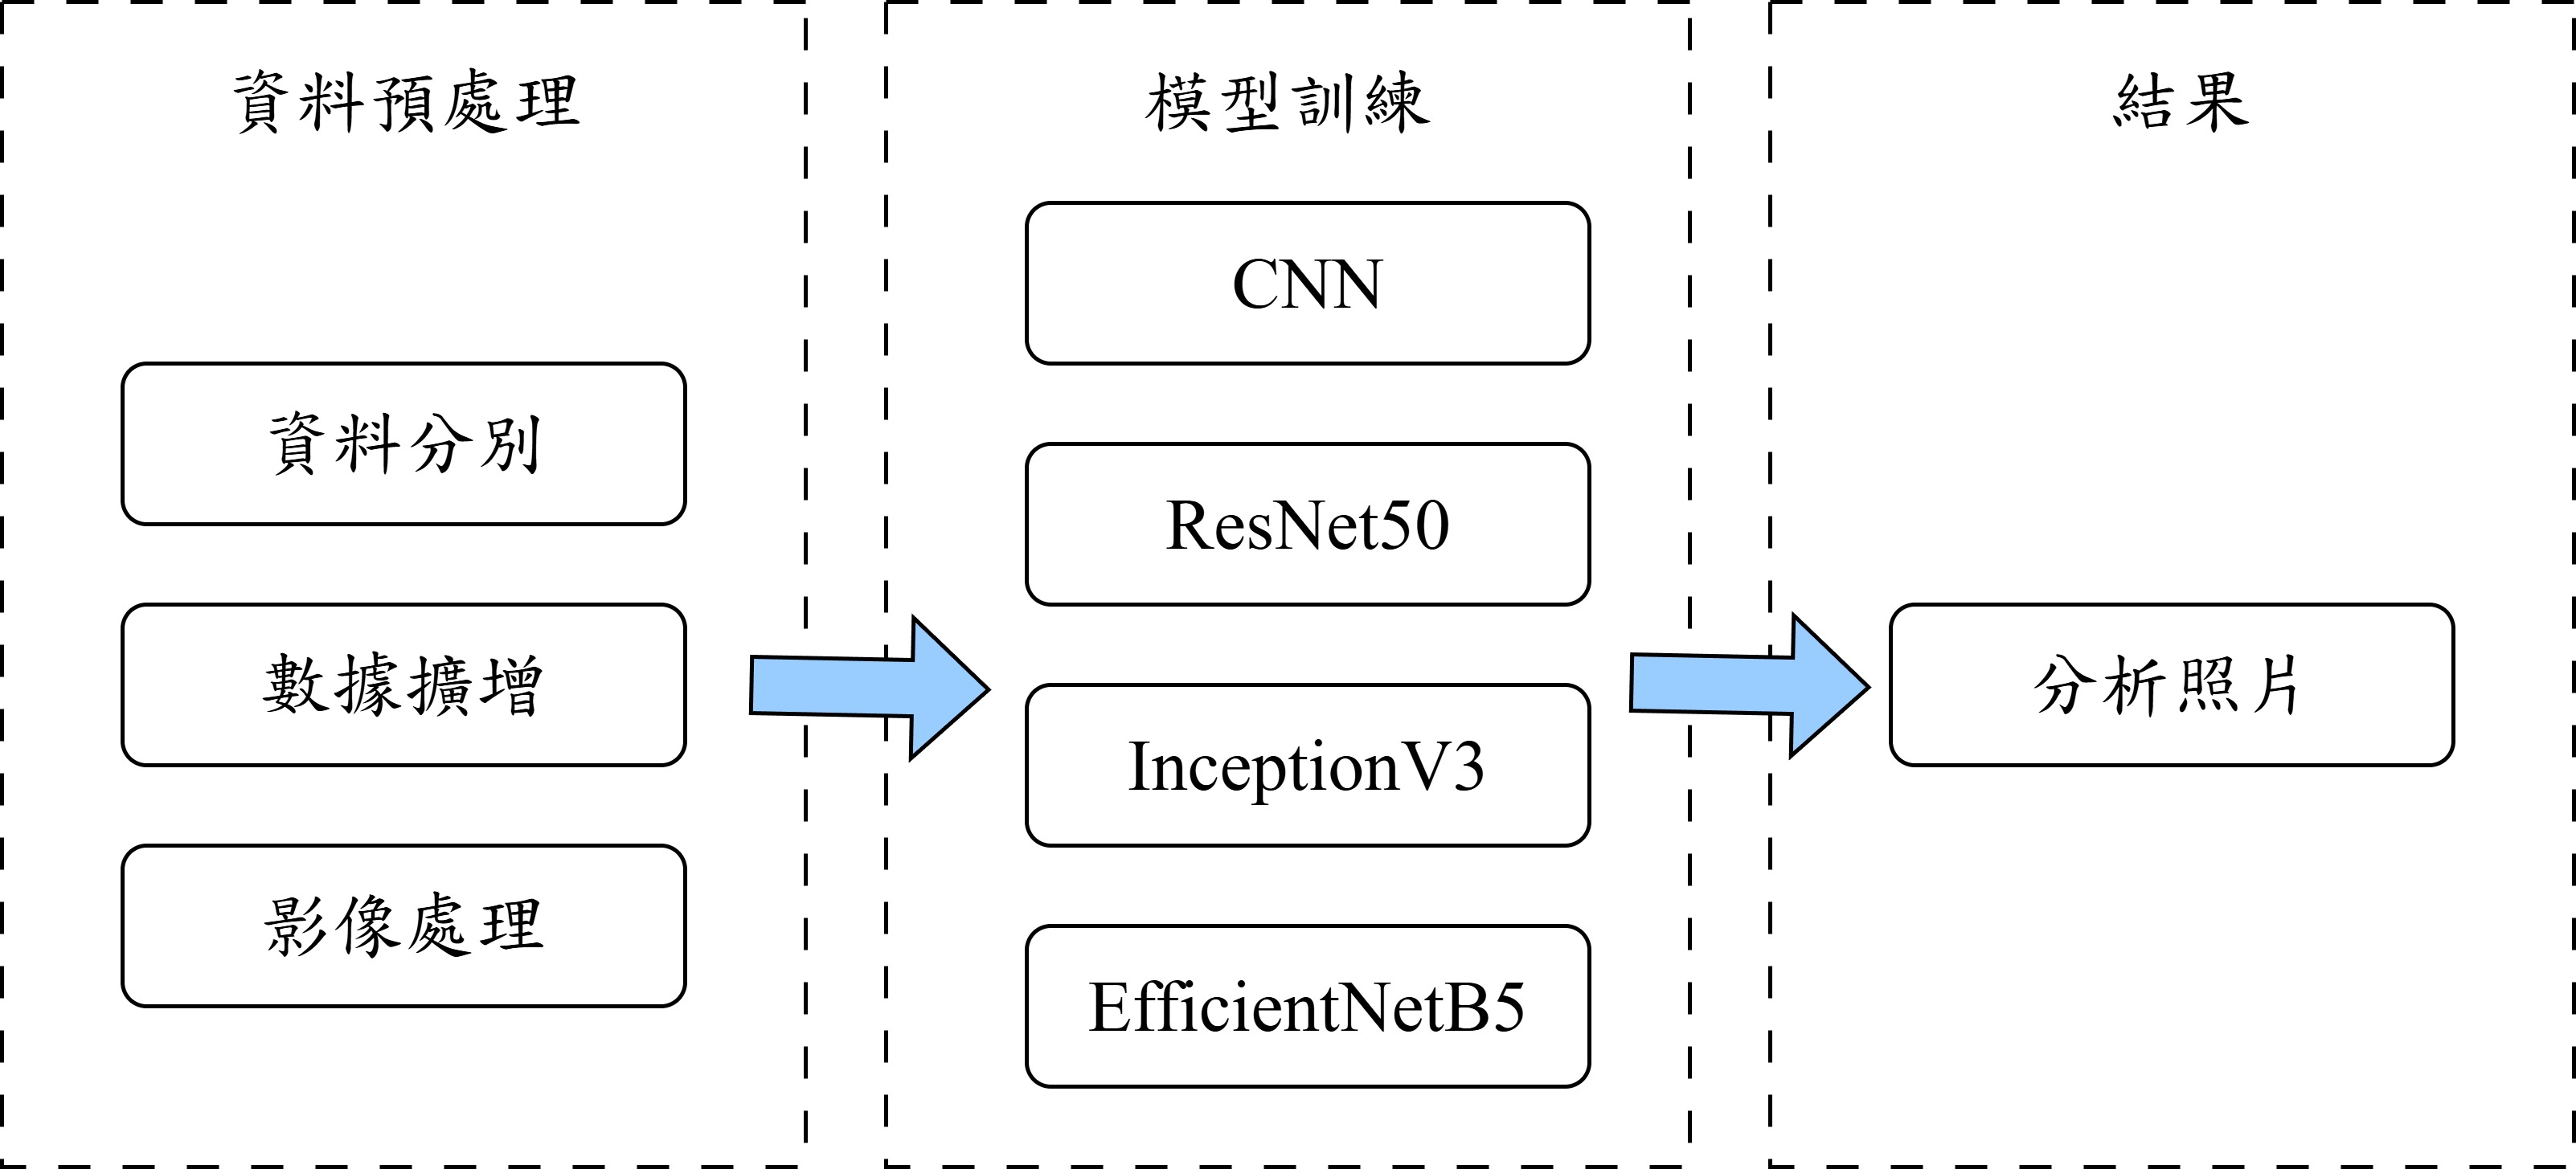 資料預處理
資料分別
數據擴增
影像處理
模型訓練
CNN
ResNet50
InceptionV3
EfficientNetB5
結果
分析照片